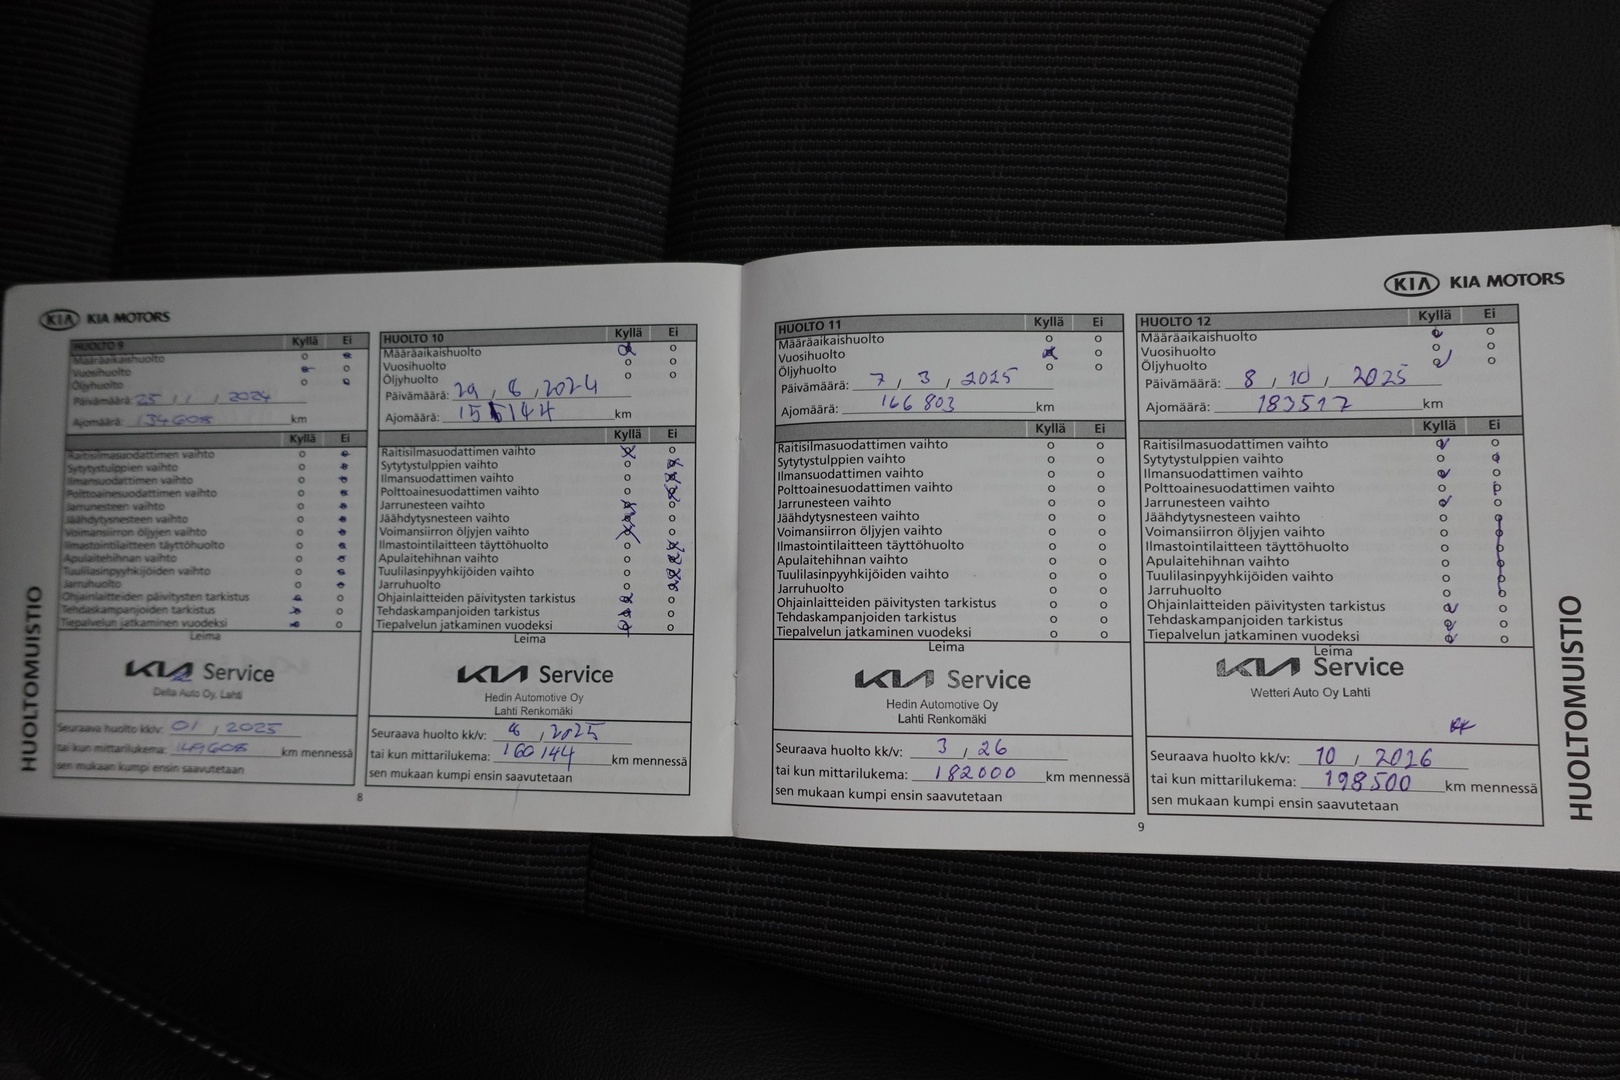 KIA KIA MOTORS
HUOLTO 9 Kyllä Ei
Määräaikaishuolto
Vuosihuolto
Öljyhuolto
Päivämäärä: 25 / 1 / 2024
Ajomäärä: 134608 km
Kyllä Ei
Raitisilmasuodattimen vaihto
Sytytystulppien vaihto
Ilmansuodattimen vaihto
Polttoainesuodattimen vaihto
Jarrunesteen vaihto
Jäähdytysnesteen vaihto
Voimansiirron öljyjen vaihto
Ilmastointilaitteen täyttöhuolto
Apulaitehihnan vaihto
Tuulilasinpyyhkijöiden vaihto
Jarruhuolto
Ohjainlaitteiden päivitysten tarkistus
Tehdaskampanjoiden tarkistus
Tiepalvelun jatkaminen vuodeksi
Leima
KIA Service
Delta Auto Oy, Lahti
Seuraava huolto kk/v: 01 / 2025
tai kun mittarilukema: 149608 km mennessä
sen mukaan kumpi ensin saavutetaan
8
HUOLTO 10 Kyllä Ei
Määräaikaishuolto
Vuosihuolto
Öljyhuolto
Päivämäärä: 29 / 8 / 2024
Ajomäärä: 155144 km
Kyllä Ei
Raitisilmasuodattimen vaihto
Sytytystulppien vaihto
Ilmansuodattimen vaihto
Polttoainesuodattimen vaihto
Jarrunesteen vaihto
Jäähdytysnesteen vaihto
Voimansiirron öljyjen vaihto
Ilmastointilaitteen täyttöhuolto
Apulaitehihnan vaihto
Tuulilasinpyyhkijöiden vaihto
Jarruhuolto
Ohjainlaitteiden päivitysten tarkistus
Tehdaskampanjoiden tarkistus
Tiepalvelun jatkaminen vuodeksi
Leima
KIA Service
Hedin Automotive Oy
Lahti Renkomäki
Seuraava huolto kk/v: 8 / 2025
tai kun mittarilukema: 160144 km mennessä
sen mukaan kumpi ensin saavutetaan
HUOLTOMUISTIO
KIA KIA MOTORS
HUOLTO 11 Kyllä Ei
Määräaikaishuolto
Vuosihuolto
Öljyhuolto
Päivämäärä: 7 / 3 / 2025
Ajomäärä: 166 803 km
Kyllä Ei
Raitisilmasuodattimen vaihto
Sytytystulppien vaihto
Ilmansuodattimen vaihto
Polttoainesuodattimen vaihto
Jarrunesteen vaihto
Jäähdytysnesteen vaihto
Voimansiirron öljyjen vaihto
Ilmastointilaitteen täyttöhuolto
Apulaitehihnan vaihto
Tuulilasinpyyhkijöiden vaihto
Jarruhuolto
Ohjainlaitteiden päivitysten tarkistus
Tehdaskampanjoiden tarkistus
Tiepalvelun jatkaminen vuodeksi
Leima
KIA Service
Hedin Automotive Oy
Lahti Renkomäki
Seuraava huolto kk/v: 3 / 26
tai kun mittarilukema: 182000 km mennessä
sen mukaan kumpi ensin saavutetaan
HUOLTO 12 Kyllä Ei
Määräaikaishuolto
Vuosihuolto
Öljyhuolto
Päivämäärä: 8 / 10 / 2025
Ajomäärä: 183517 km
Kyllä Ei
Raitisilmasuodattimen vaihto
Sytytystulppien vaihto
Ilmansuodattimen vaihto
Polttoainesuodattimen vaihto
Jarrunesteen vaihto
Jäähdytysnesteen vaihto
Voimansiirron öljyjen vaihto
Ilmastointilaitteen täyttöhuolto
Apulaitehihnan vaihto
Tuulilasinpyyhkijöiden vaihto
Jarruhuolto
Ohjainlaitteiden päivitysten tarkistus
Tehdaskampanjoiden tarkistus
Tiepalvelun jatkaminen vuodeksi
Leima
KIA Service
Wetteri Auto Oy Lahti
Seuraava huolto kk/v: 10 / 2026
tai kun mittarilukema: 198500 km mennessä
sen mukaan kumpi ensin saavutetaan
9
HUOLTOMUISTIO